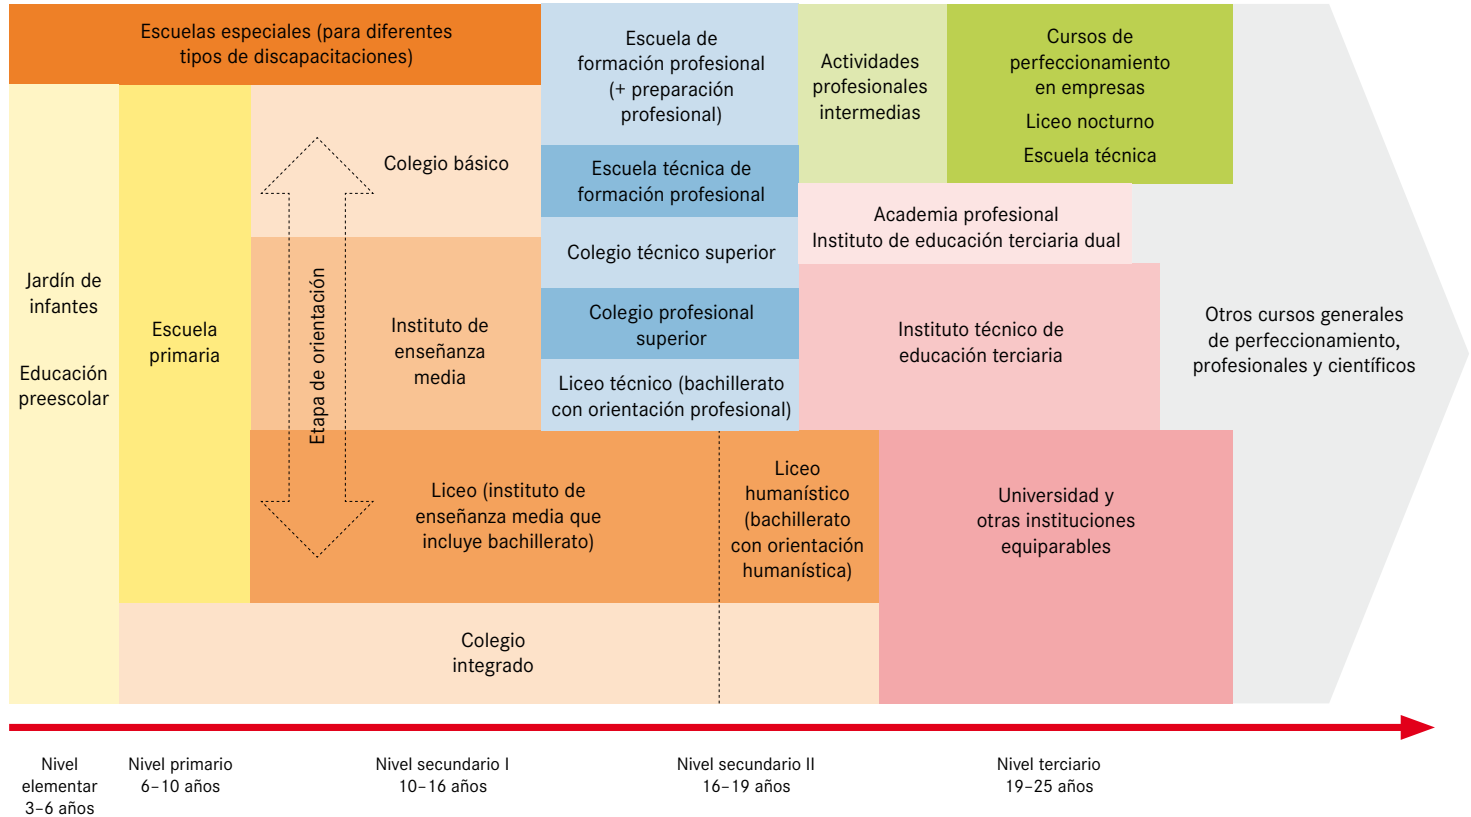 Escuelas especiales (para diferentes
tipos de discapacitaciones)
Jardín de
infantes
Educación
preescolar
Escuela
primaria
Etapa de orientación
Colegio básico
Instituto de
enseñanza
media
Liceo (instituto de
enseñanza media que
incluye bachillerato)
Colegio
integrado
Escuela de
formación profesional
(+ preparación
profesional)
Escuela técnica de
formación profesional
Colegio técnico superior
Colegio profesional
superior
Liceo técnico (bachillerato
con orientación profesional)
Liceo
humanístico
(bachillerato
con orientación
humanística)
Actividades
profesionales
intermedias
Cursos de
perfeccionamiento
en empresas
Liceo nocturno
Escuela técnica
Academia profesional
Instituto de educación terciaria dual
Instituto técnico de
educación terciaria
Universidad y
otras instituciones
equiparables
Otros cursos generales
de perfeccionamiento,
profesionales y científicos
Nivel
elementar
3–6 años
Nivel primario
6–10 años
Nivel secundario I
10–16 años
Nivel secundario II
16–19 años
Nivel terciario
19–25 años